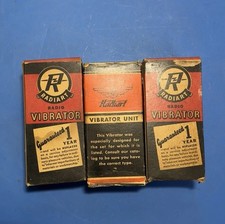 R
RADIART
RADIO
VIBRATOR
Guaranteed 1
YEAR
Radiart
VIBRATOR UNIT
This Vibrator was
especially designed for
the set for which it is
listed. Consult our cata-
log to be sure you have
the correct type.
R
RADIART
RADIO
VIBRATOR
Guaranteed 1
YEAR